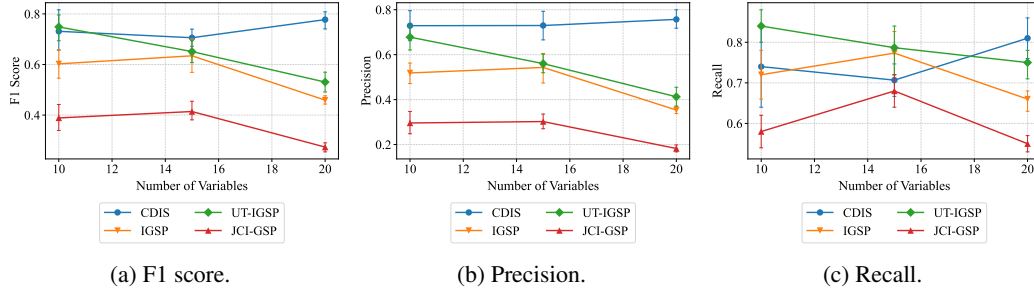 0.8
0.6
0.4
F1 Score
10
12
14
16
18
20
Number of Variables
CDIS
UT-IGSP
IGSP
JCI-GSP
(a) F1 score.
0.8
0.6
0.4
0.2
Precision
10
12
14
16
18
20
Number of Variables
CDIS
UT-IGSP
IGSP
JCI-GSP
(b) Precision.
0.8
0.7
0.6
Recall
10
12
14
16
18
20
Number of Variables
CDIS
UT-IGSP
IGSP
JCI-GSP
(c) Recall.